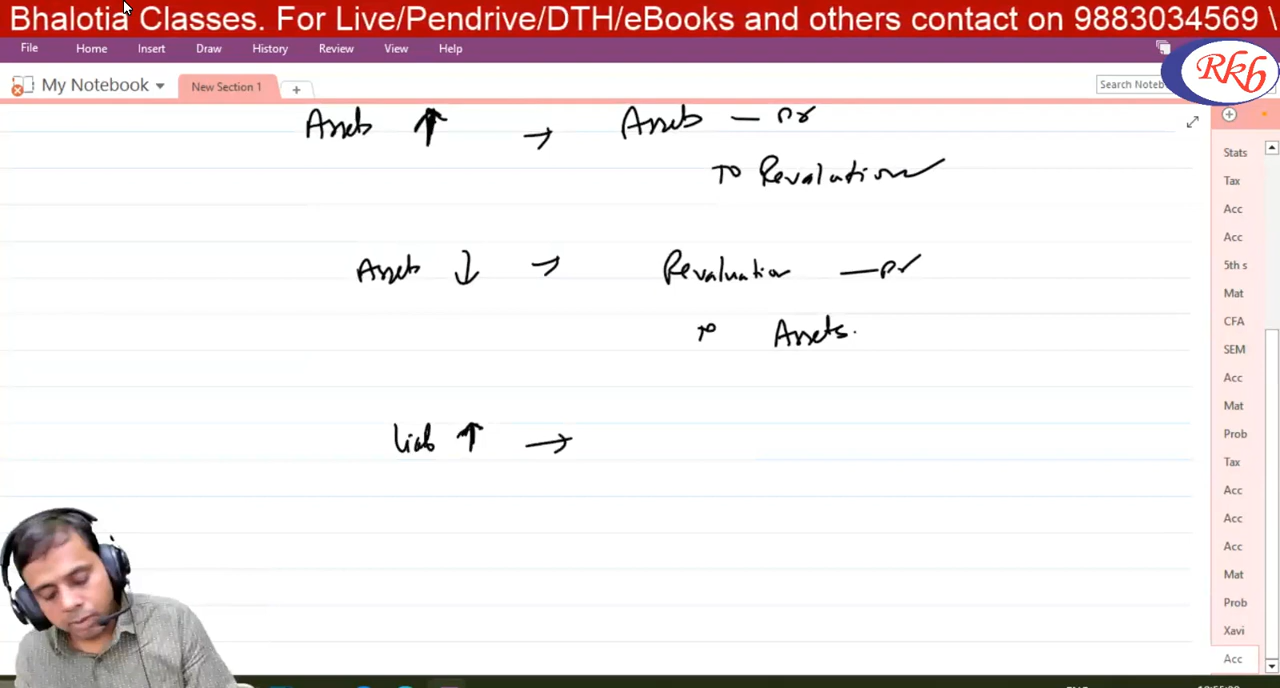 Bhalotia Classes. For Live/Pendrive/DTH/eBooks and others contact on 9883034569 \
File Home Insert Draw History Review View Help
Rkb
My Notebook New Section 1 + Search Noteb
Assets ↑ → Assets — Dr
To Revaluation
Assets ↓ → Revaluation — Dr
To Assets.
Liab ↑ →
Stats
Tax
Acc
Acc
5th s
Mat
CFA
SEM
Acc
Mat
Prob
Tax
Acc
Acc
Acc
Mat
Prob
Xavi
Acc